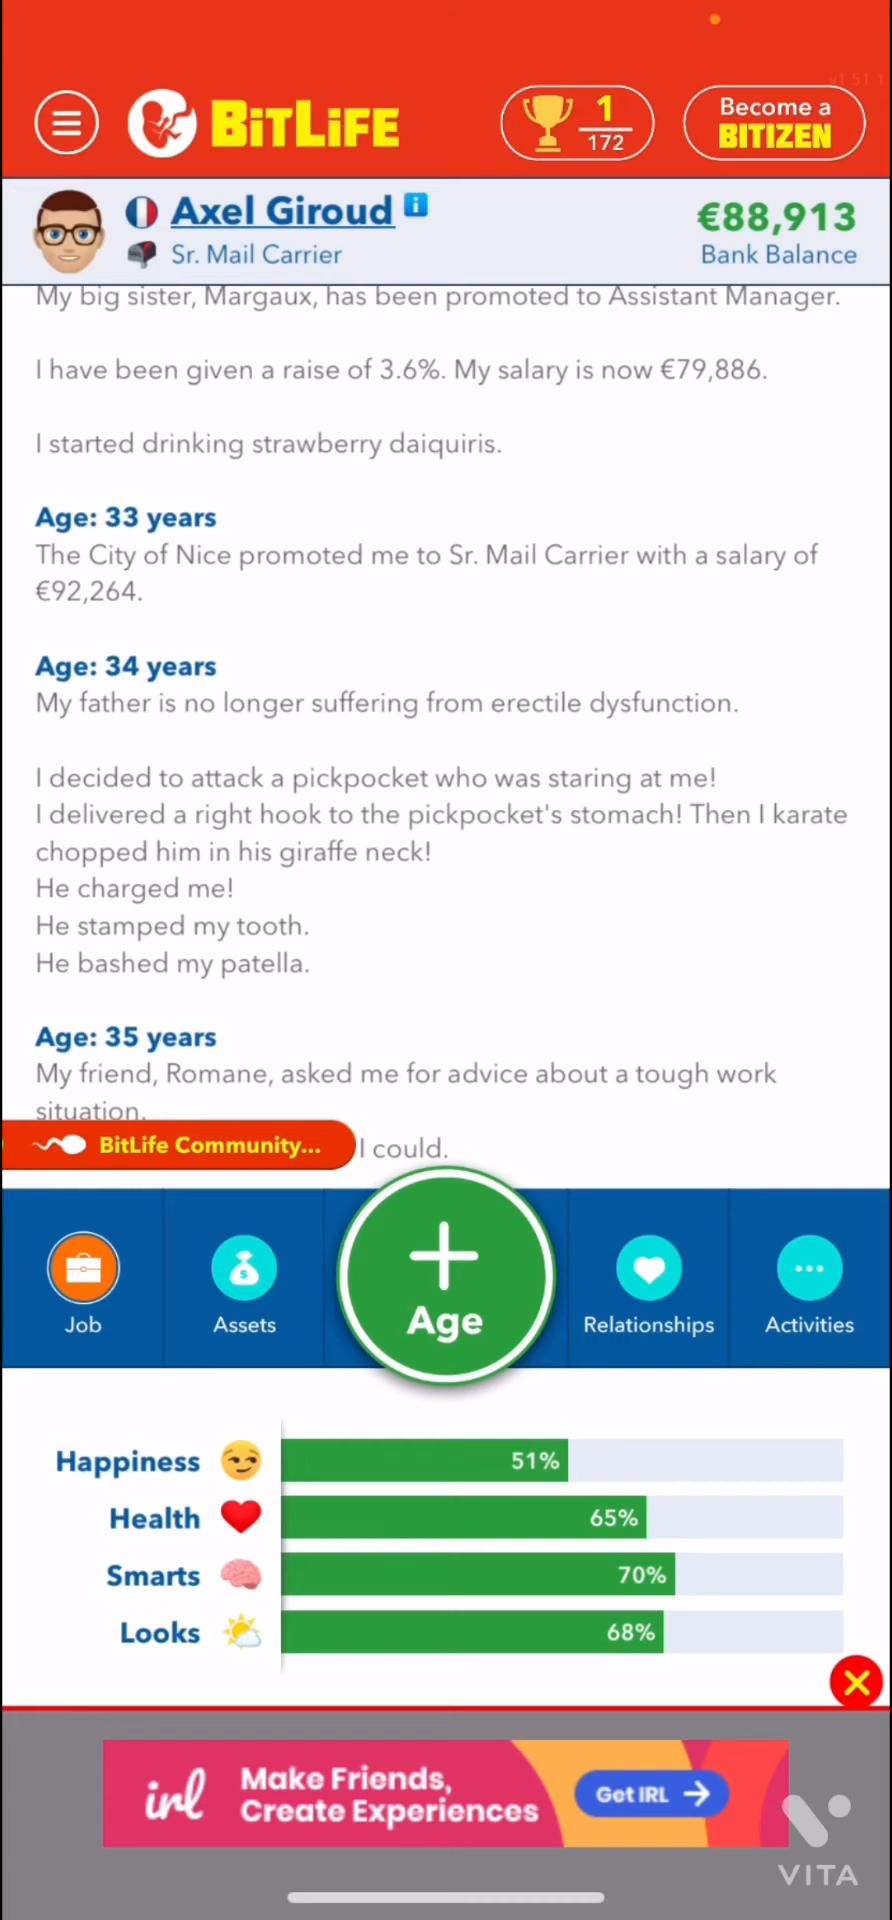 v1.51.1
BITLIFE
1
172
Become a
BITIZEN
Axel Giroud
€88,913
Sr. Mail Carrier
Bank Balance
My big sister, Margaux, has been promoted to Assistant Manager.
I have been given a raise of 3.6%. My salary is now €79,886.
I started drinking strawberry daiquiris.
Age: 33 years
The City of Nice promoted me to Sr. Mail Carrier with a salary of
€92,264.
Age: 34 years
My father is no longer suffering from erectile dysfunction.
I decided to attack a pickpocket who was staring at me!
I delivered a right hook to the pickpocket's stomach! Then I karate
chopped him in his giraffe neck!
He charged me!
He stamped my tooth.
He bashed my patella.
Age: 35 years
My friend, Romane, asked me for advice about a tough work
situation.
BitLife Community...
I could.
Job
Assets
Age
Relationships
Activities
Happiness
51%
Health
65%
Smarts
70%
Looks
68%
irl
Make Friends,
Create Experiences
Get IRL
VITA